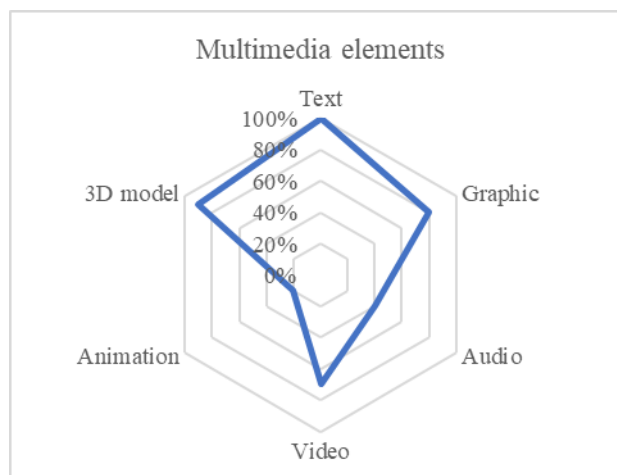 Multimedia elements
Text
100%
80%
60%
40%
20%
0%
3D model
Graphic
Animation
Audio
Video